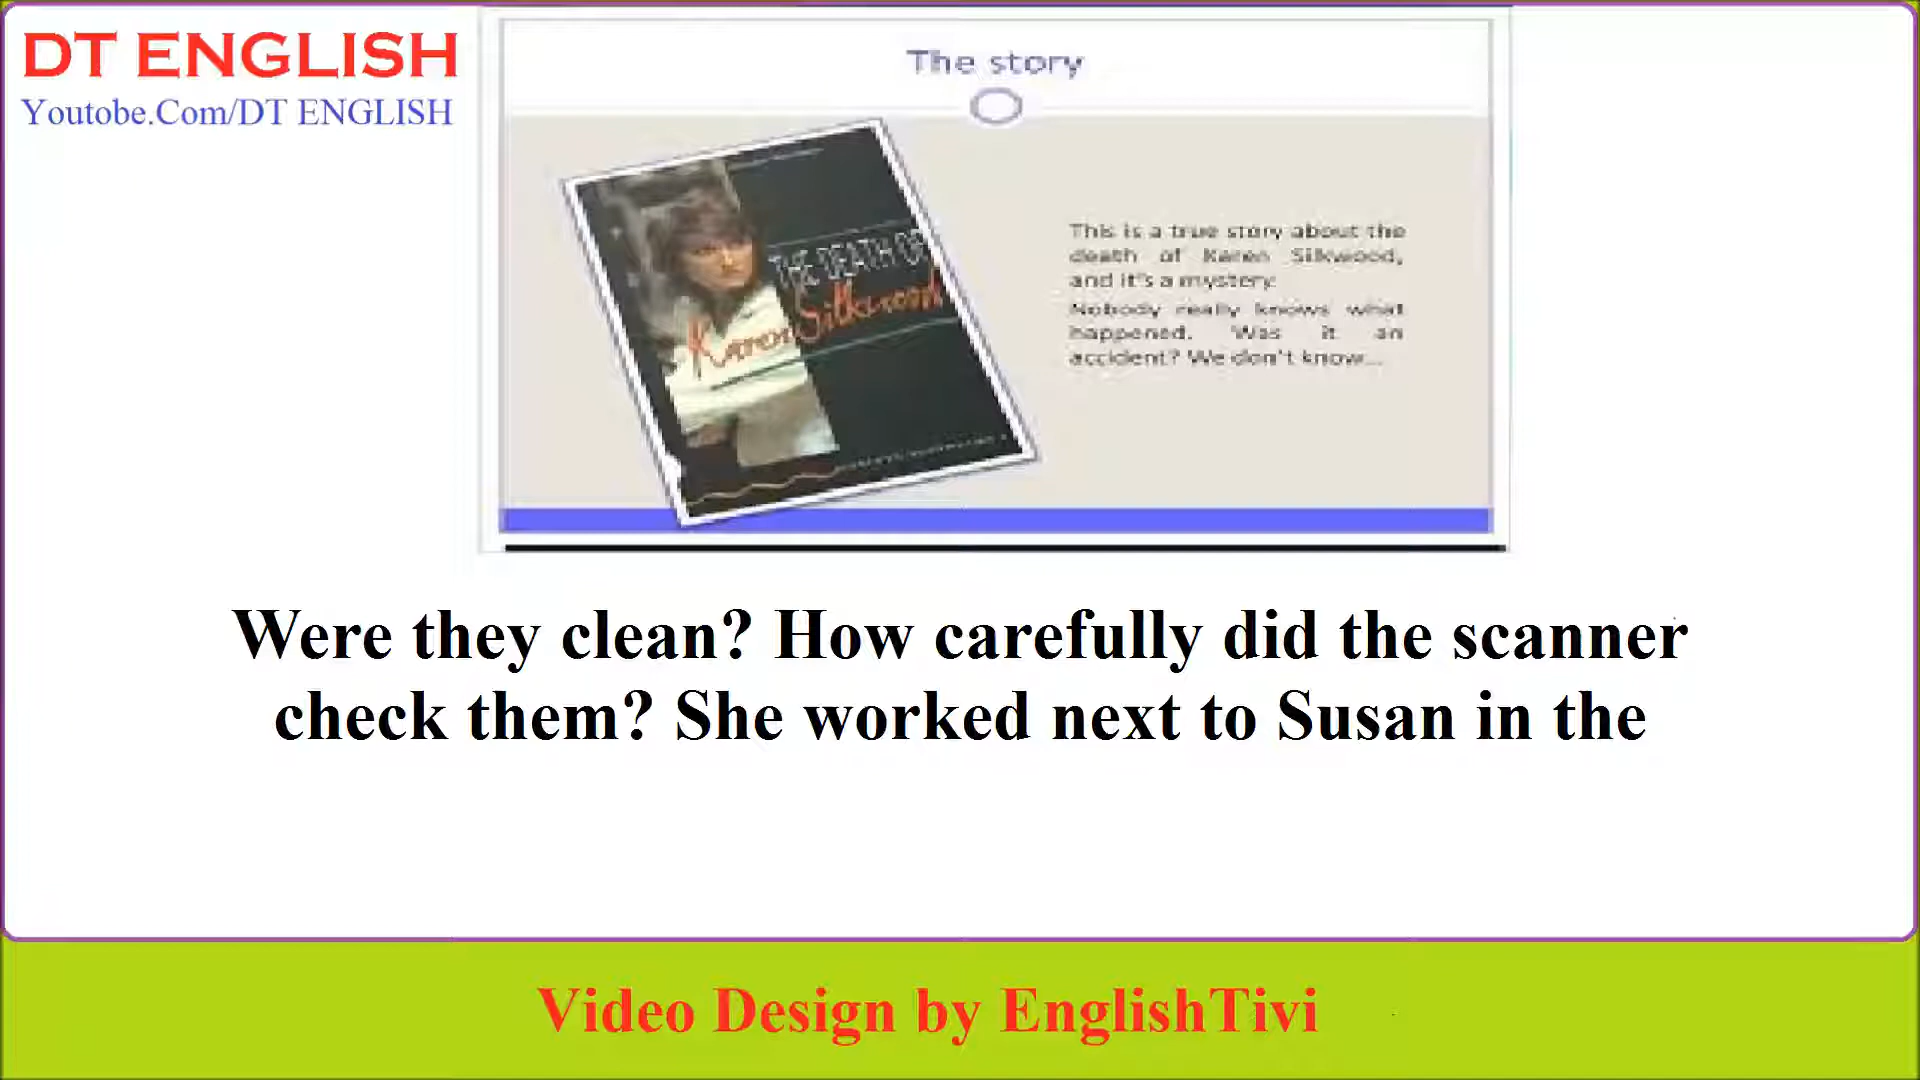 DT ENGLISH
Youtobe.Com/DT ENGLISH
The story
THE DEATH OF
Karen Silkwood
This is a true story about the
death of Karen Silkwood,
and it's a mystery.
Nobody really knows what
happened. Was it an
accident? We don't know...
Were they clean? How carefully did the scanner
check them? She worked next to Susan in the
Video Design by EnglishTivi